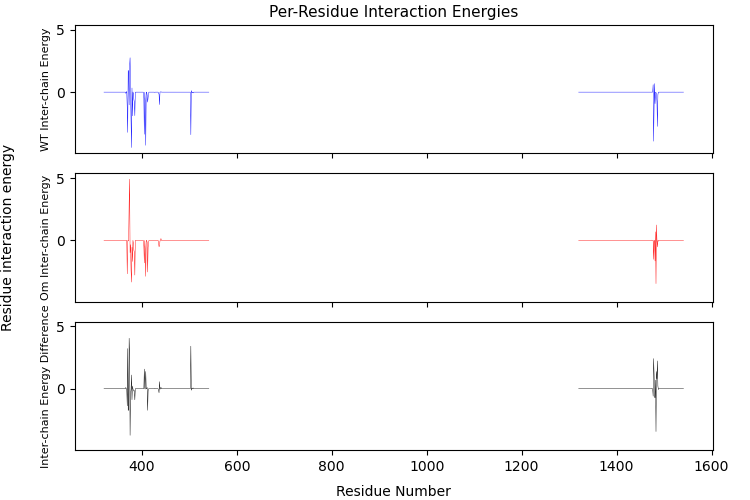 Per-Residue Interaction Energies
Residue interaction energy
WT Inter-chain Energy
5
0
Om Inter-chain Energy
5
0
Inter-chain Energy Difference
5
0
400 600 800 1000 1200 1400 1600
Residue Number